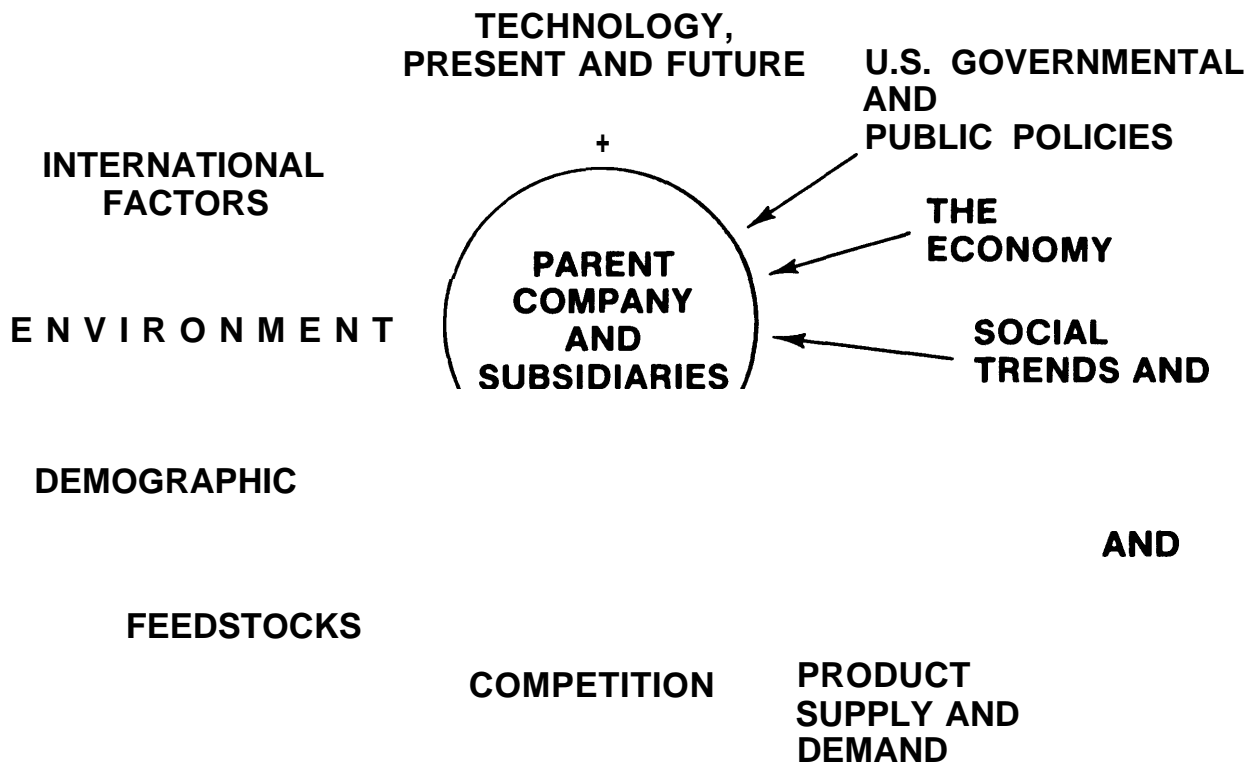 TECHNOLOGY,
PRESENT AND FUTURE
U.S. GOVERNMENTAL
AND
PUBLIC POLICIES
INTERNATIONAL
FACTORS
THE
ECONOMY
PARENT
COMPANY
AND
SUBSIDIARIES
ENVIRONMENT
SOCIAL
TRENDS AND
DEMOGRAPHIC
AND
FEEDSTOCKS
COMPETITION
PRODUCT
SUPPLY AND
DEMAND